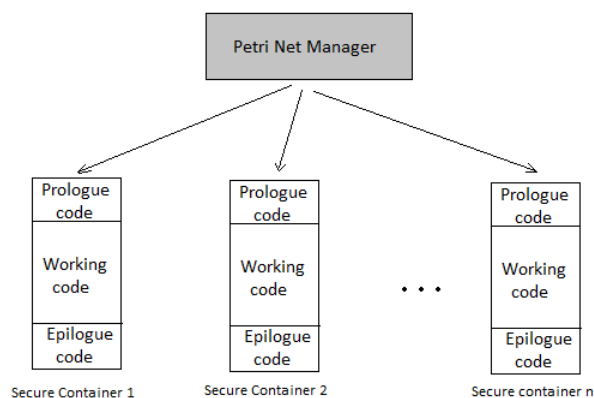 Petri Net Manager
Prologue
code
Working
code
Epilogue
code
Secure Container 1
Prologue
code
Working
code
Epilogue
code
Secure Container 2
• • •
Prologue
code
Working
code
Epilogue
code
Secure container n